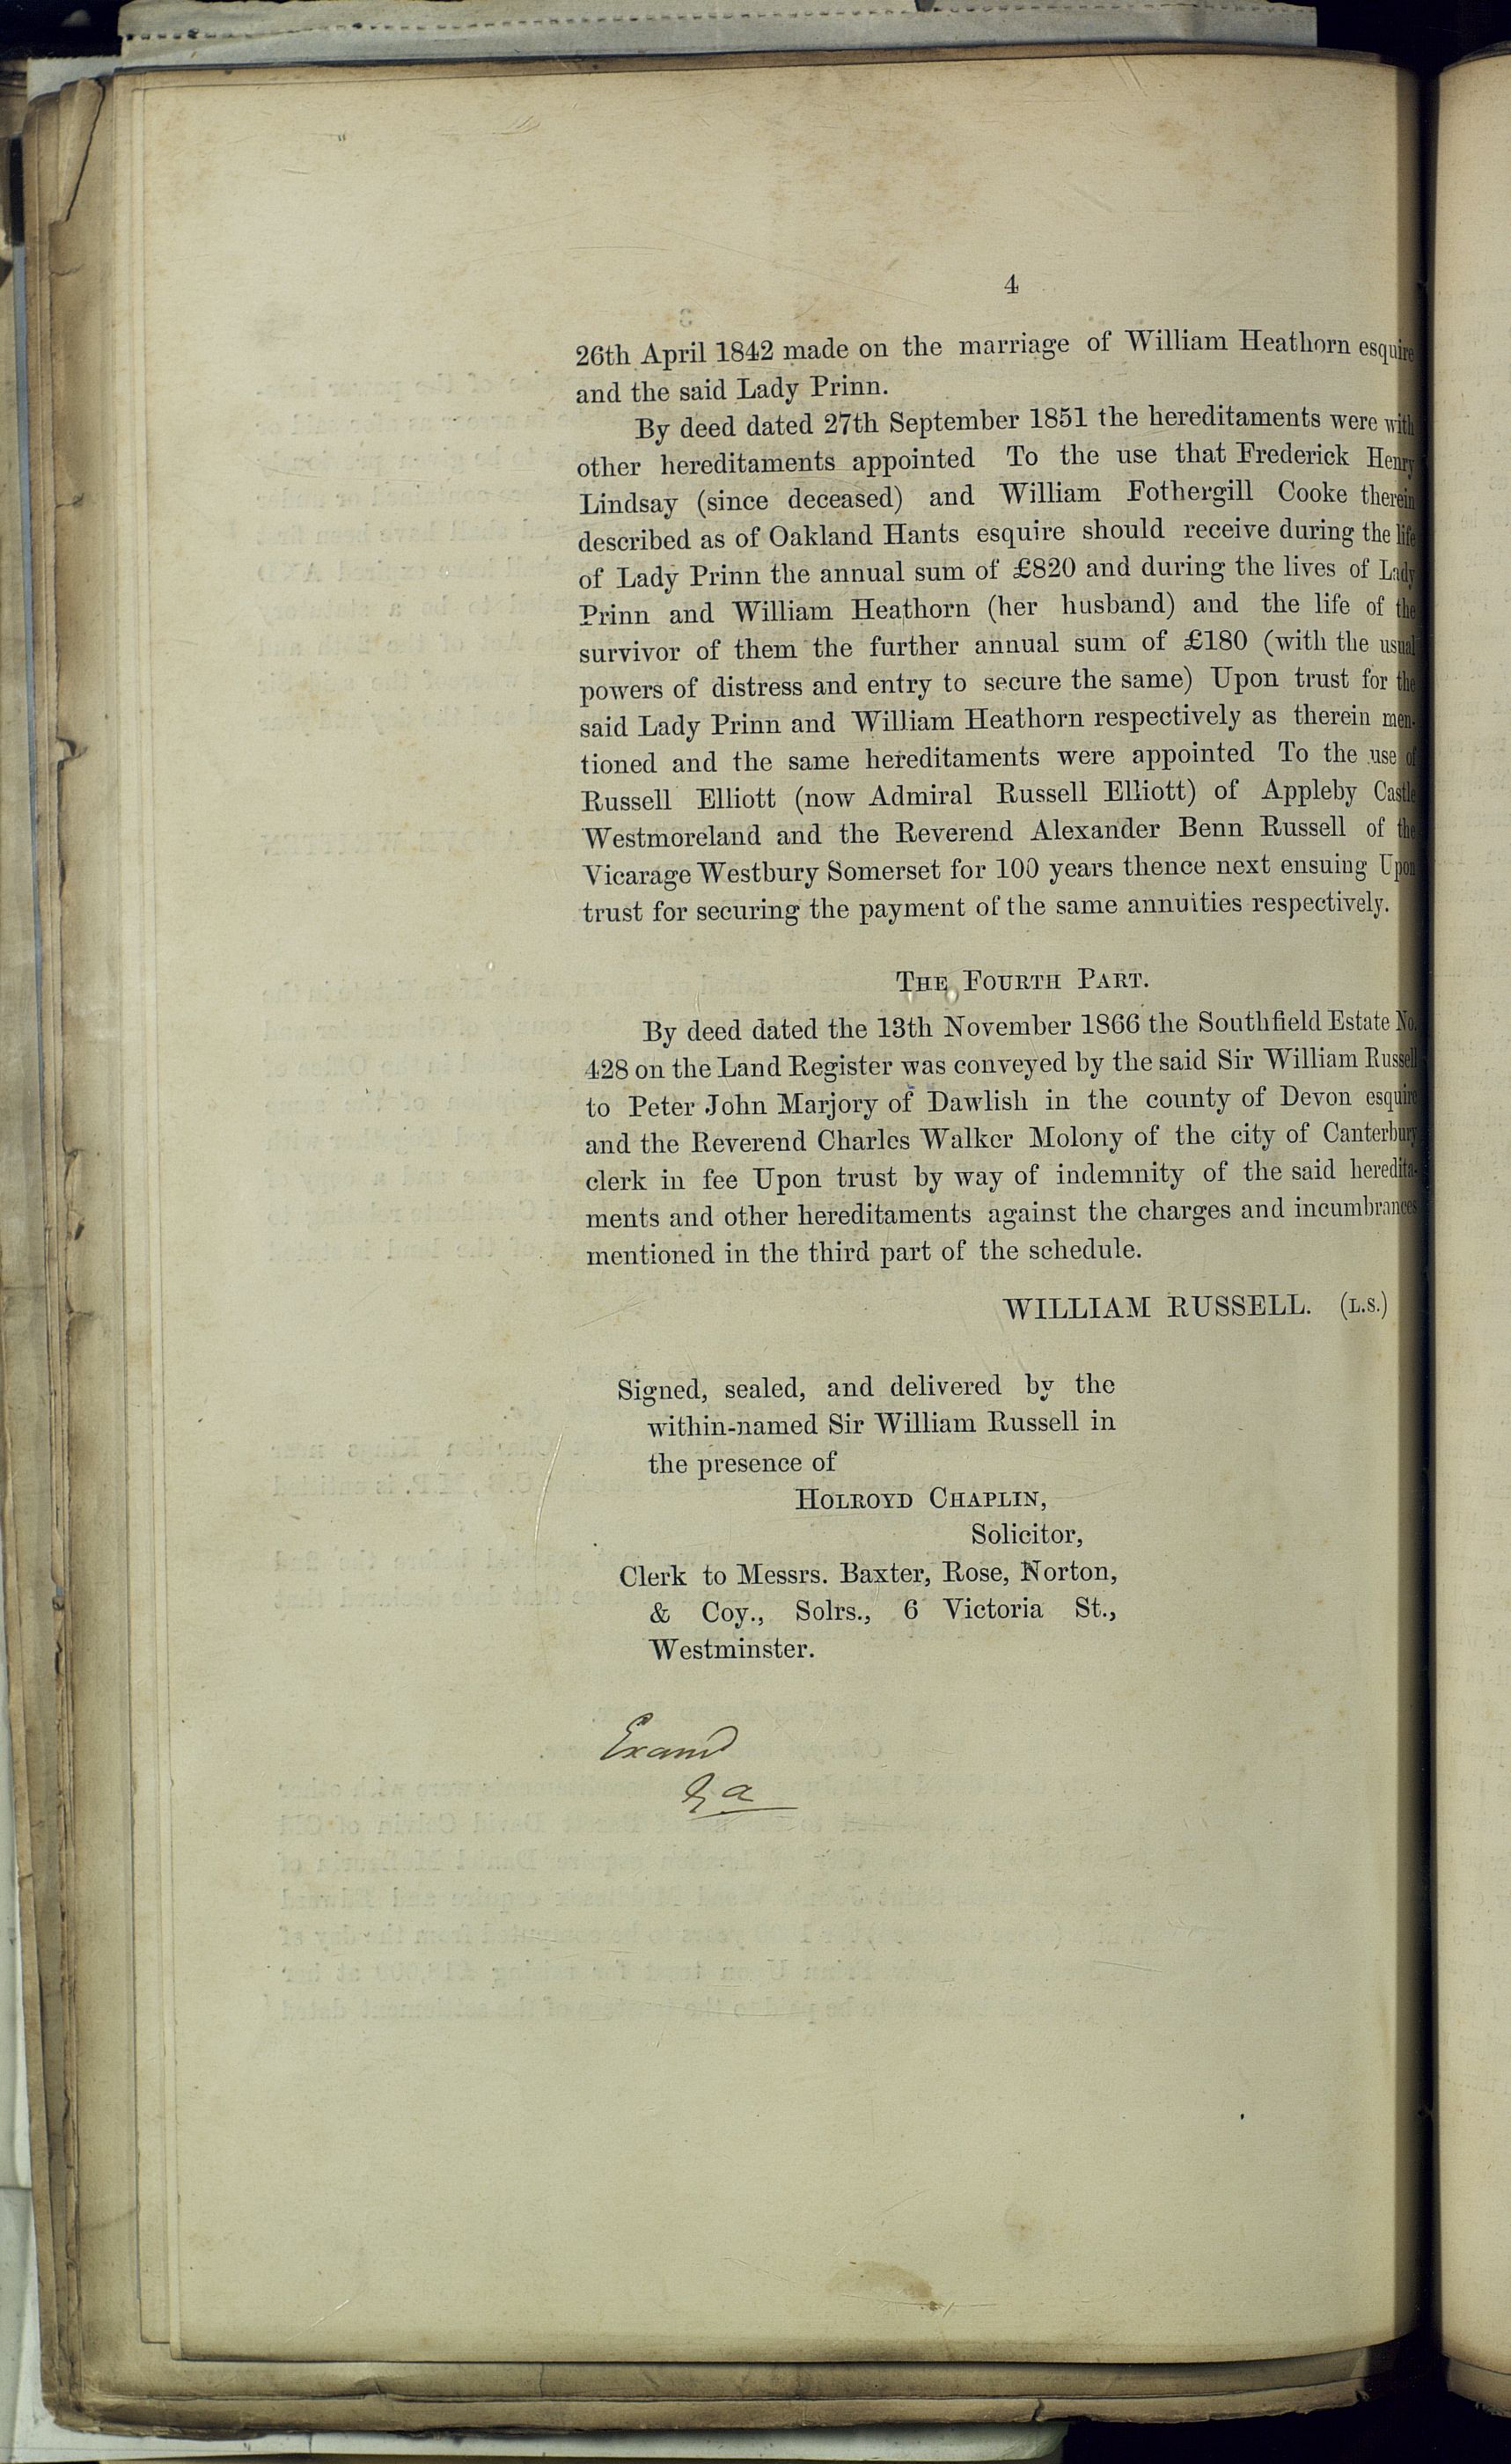 4
26th April 1842 made on the marriage of William Heathorn esquire
and the said Lady Prinn.
By deed dated 27th September 1851 the hereditaments were with
other hereditaments appointed To the use that Frederick Henry
Lindsay (since deceased) and William Fothergill Cooke therein
described as of Oakland Hants esquire should receive during the life
of Lady Prinn the annual sum of £820 and during the lives of Lady
Prinn and William Heathorn (her husband) and the life of the
survivor of them the further annual sum of £180 (with the usual
powers of distress and entry to secure the same) Upon trust for the
said Lady Prinn and William Heathorn respectively as therein men-
tioned and the same hereditaments were appointed To the use of
Russell Elliott (now Admiral Russell Elliott) of Appleby Castle
Westmoreland and the Reverend Alexander Benn Russell of the
Vicarage Westbury Somerset for 100 years thence next ensuing Upon
trust for securing the payment of the same annuities respectively.
THE FOURTH PART.
By deed dated the 13th November 1866 the Southfield Estate No.
428 on the Land Register was conveyed by the said Sir William Russell
to Peter John Marjory of Dawlish in the county of Devon esquire
and the Reverend Charles Walker Molony of the city of Canterbury
clerk in fee Upon trust by way of indemnity of the said heredita-
ments and other hereditaments against the charges and incumbrances
mentioned in the third part of the schedule.
WILLIAM RUSSELL. (L.S.)
Signed, sealed, and delivered by the
within-named Sir William Russell in
the presence of
HOLROYD CHAPLIN,
Solicitor,
Clerk to Messrs. Baxter, Rose, Norton,
& Coy., Solrs., 6 Victoria St.,
Westminster.
Examd